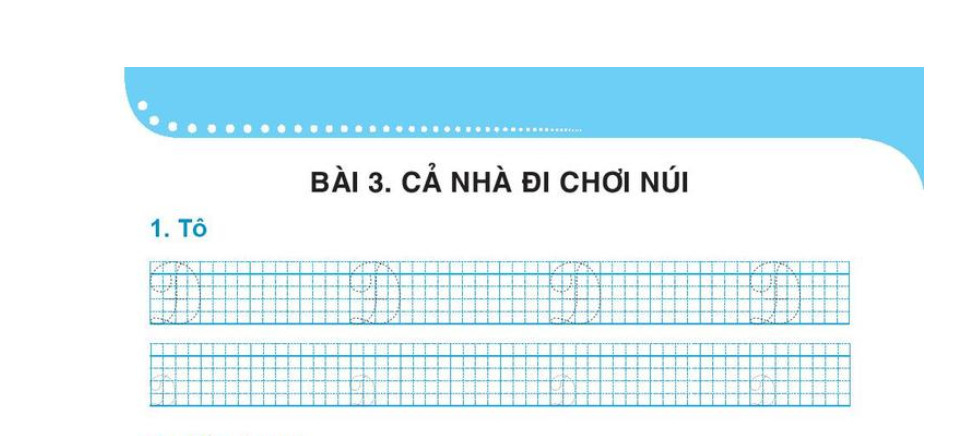 BÀI 3. CẢ NHÀ ĐI CHƠI NÚI
1. Tô
D D D D
D D D D